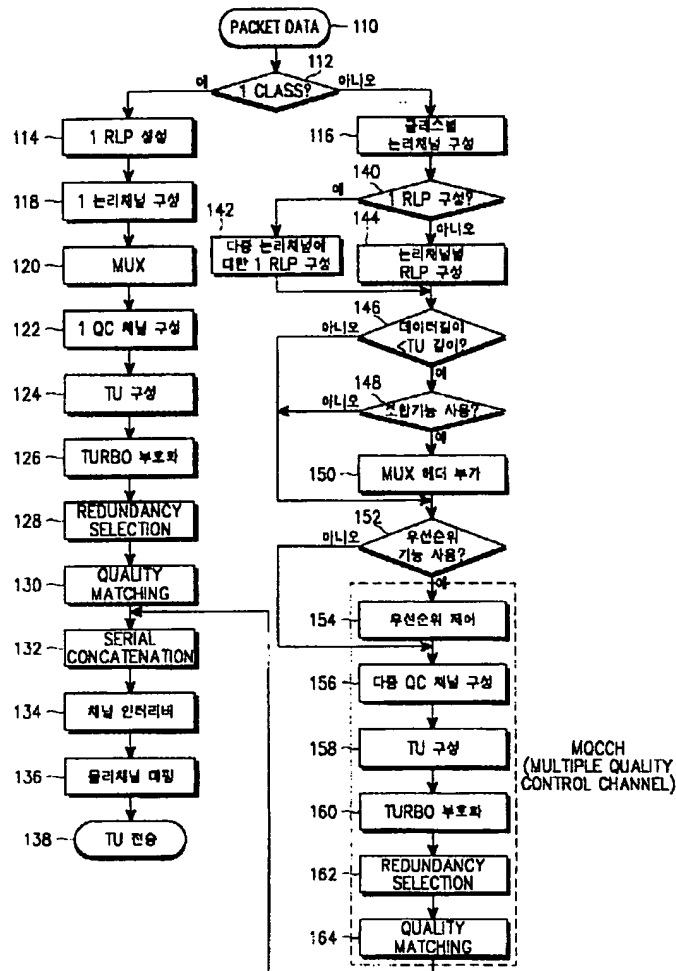 PACKET DATA
110
112
1 CLASS?
예
아니오
114
1 RLP 생성
116
클래스별
논리채널 구성
118
1 논리채널 구성
140
1 RLP 구성?
예
아니오
142
다중 논리채널에
대한 1 RLP 구성
144
논리채널별
RLP 구성
120
MUX
122
1 QC 채널 구성
146
데이터길이
<TU 길이?
아니오
예
124
TU 구성
148
조합기능 사용?
아니오
예
126
TURBO 부호화
150
MUX 헤더 부가
128
REDUNDANCY
SELECTION
152
우선순위
기능 사용?
아니오
예
130
QUALITY
MATCHING
154
우선순위 제어
132
SERIAL
CONCATENATION
156
다중 QC 채널 구성
134
채널 인터리버
158
TU 구성
136
물리채널 매핑
160
TURBO 부호화
138
TU 전송
162
REDUNDANCY
SELECTION
164
QUALITY
MATCHING
MQCCH
(MULTIPLE QUALITY
CONTROL CHANNEL)